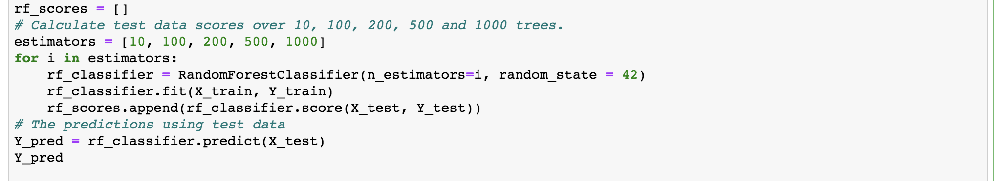 rf_scores = []
# Calculate test data scores over 10, 100, 200, 500 and 1000 trees.
estimators = [10, 100, 200, 500, 1000]
for i in estimators:
    rf_classifier = RandomForestClassifier(n_estimators=i, random_state = 42)
    rf_classifier.fit(X_train, Y_train)
    rf_scores.append(rf_classifier.score(X_test, Y_test))
# The predictions using test data
Y_pred = rf_classifier.predict(X_test)
Y_pred